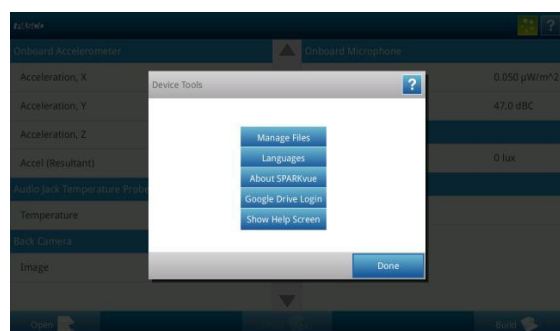 ?
Onboard Accelerometer
Onboard Microphone
Acceleration, X
0.050 µW/m^2
Acceleration, Y
47.0 dBC
Acceleration, Z
Accel (Resultant)
0 lux
Audio Jack Temperature Probe
Temperature
Back Camera
Image
Device Tools
?
Manage Files
Languages
About SPARKvue
Google Drive Login
Show Help Screen
Done
Open
Build